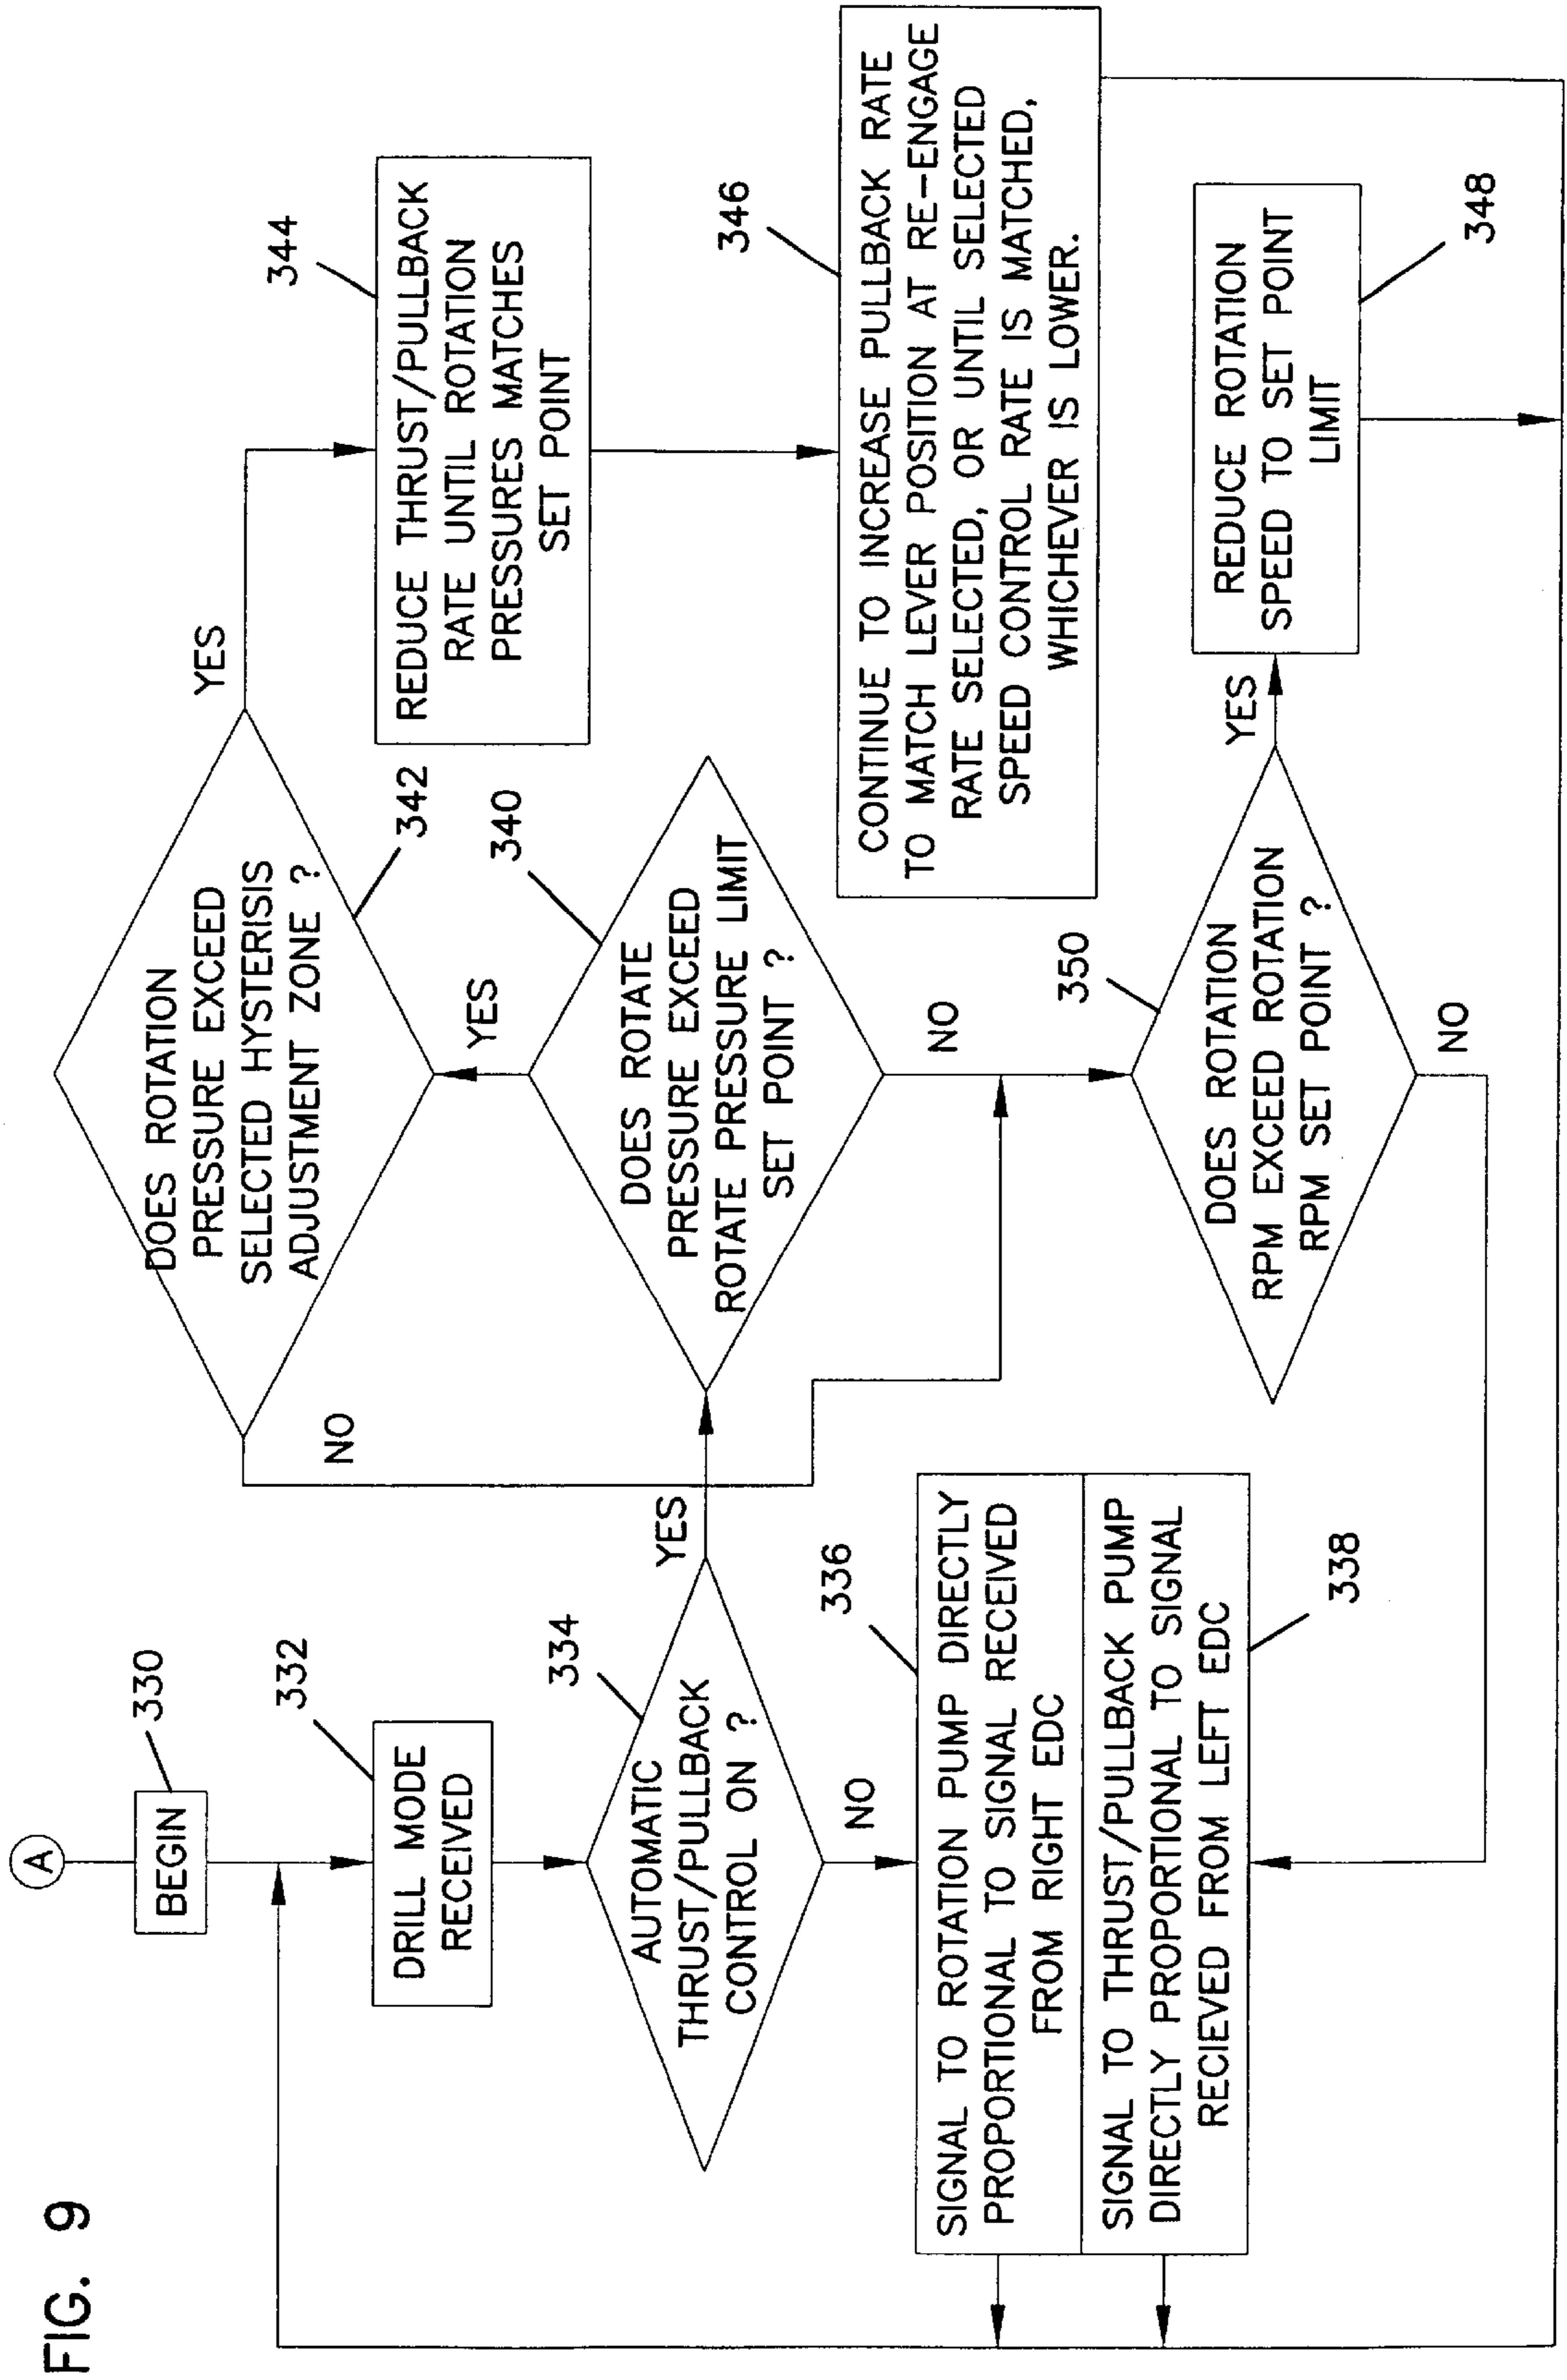 FIG. 9
A
BEGIN
330
DRILL MODE
RECEIVED
332
AUTOMATIC
THRUST/PULLBACK
CONTROL ON ?
334
YES
NO
SIGNAL TO ROTATION PUMP DIRECTLY
PROPORTIONAL TO SIGNAL RECEIVED
FROM RIGHT EDC
336
SIGNAL TO THRUST/PULLBACK PUMP
DIRECTLY PROPORTIONAL TO SIGNAL
RECIEVED FROM LEFT EDC
338
DOES ROTATION
PRESSURE EXCEED
SELECTED HYSTERISIS
ADJUSTMENT ZONE ?
342
YES
NO
DOES ROTATE
PRESSURE EXCEED
ROTATE PRESSURE LIMIT
SET POINT ?
340
YES
NO
DOES ROTATION
RPM EXCEED ROTATION
RPM SET POINT ?
350
YES
NO
REDUCE THRUST/PULLBACK
RATE UNTIL ROTATION
PRESSURES MATCHES
SET POINT
344
CONTINUE TO INCREASE PULLBACK RATE
TO MATCH LEVER POSITION AT RE-ENGAGE
RATE SELECTED, OR UNTIL SELECTED
SPEED CONTROL RATE IS MATCHED,
WHICHEVER IS LOWER.
346
REDUCE ROTATION
SPEED TO SET POINT
LIMIT
348